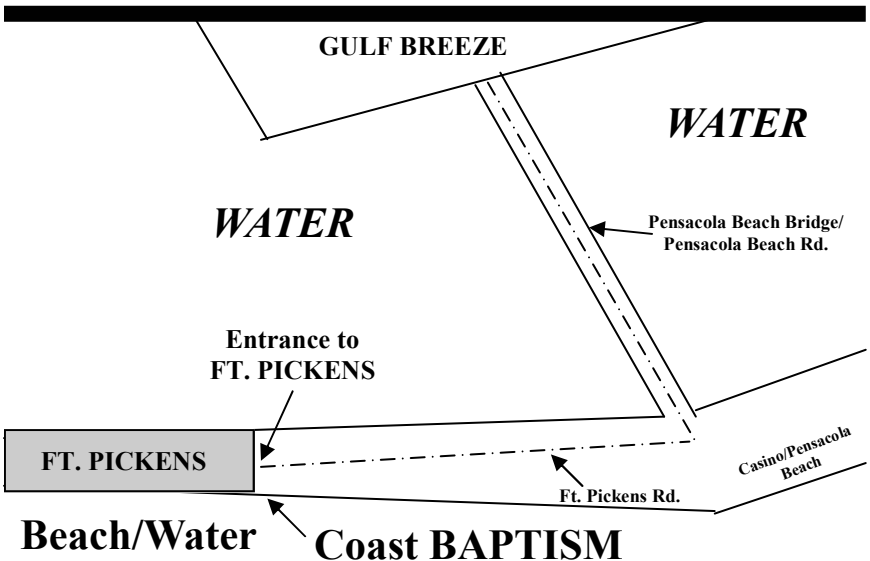 GULF BREEZE
WATER
WATER
Pensacola Beach Bridge/
Pensacola Beach Rd.
Entrance to
FT. PICKENS
FT. PICKENS
Casino/Pensacola
Beach
Ft. Pickens Rd.
Beach/Water
Coast BAPTISM